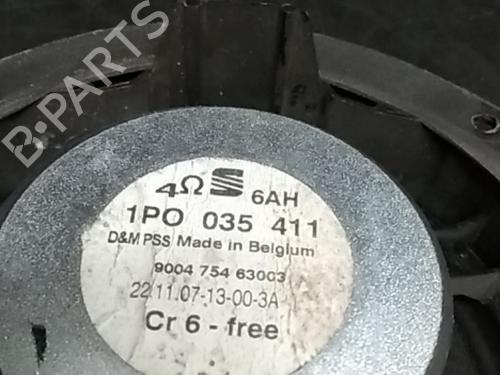 B-PARTS
4Ω S 6AH
1PO 035 411
D&M PSS Made in Belgium
9004 754 63003
22.11.07-13-00-3A
Cr 6 - free